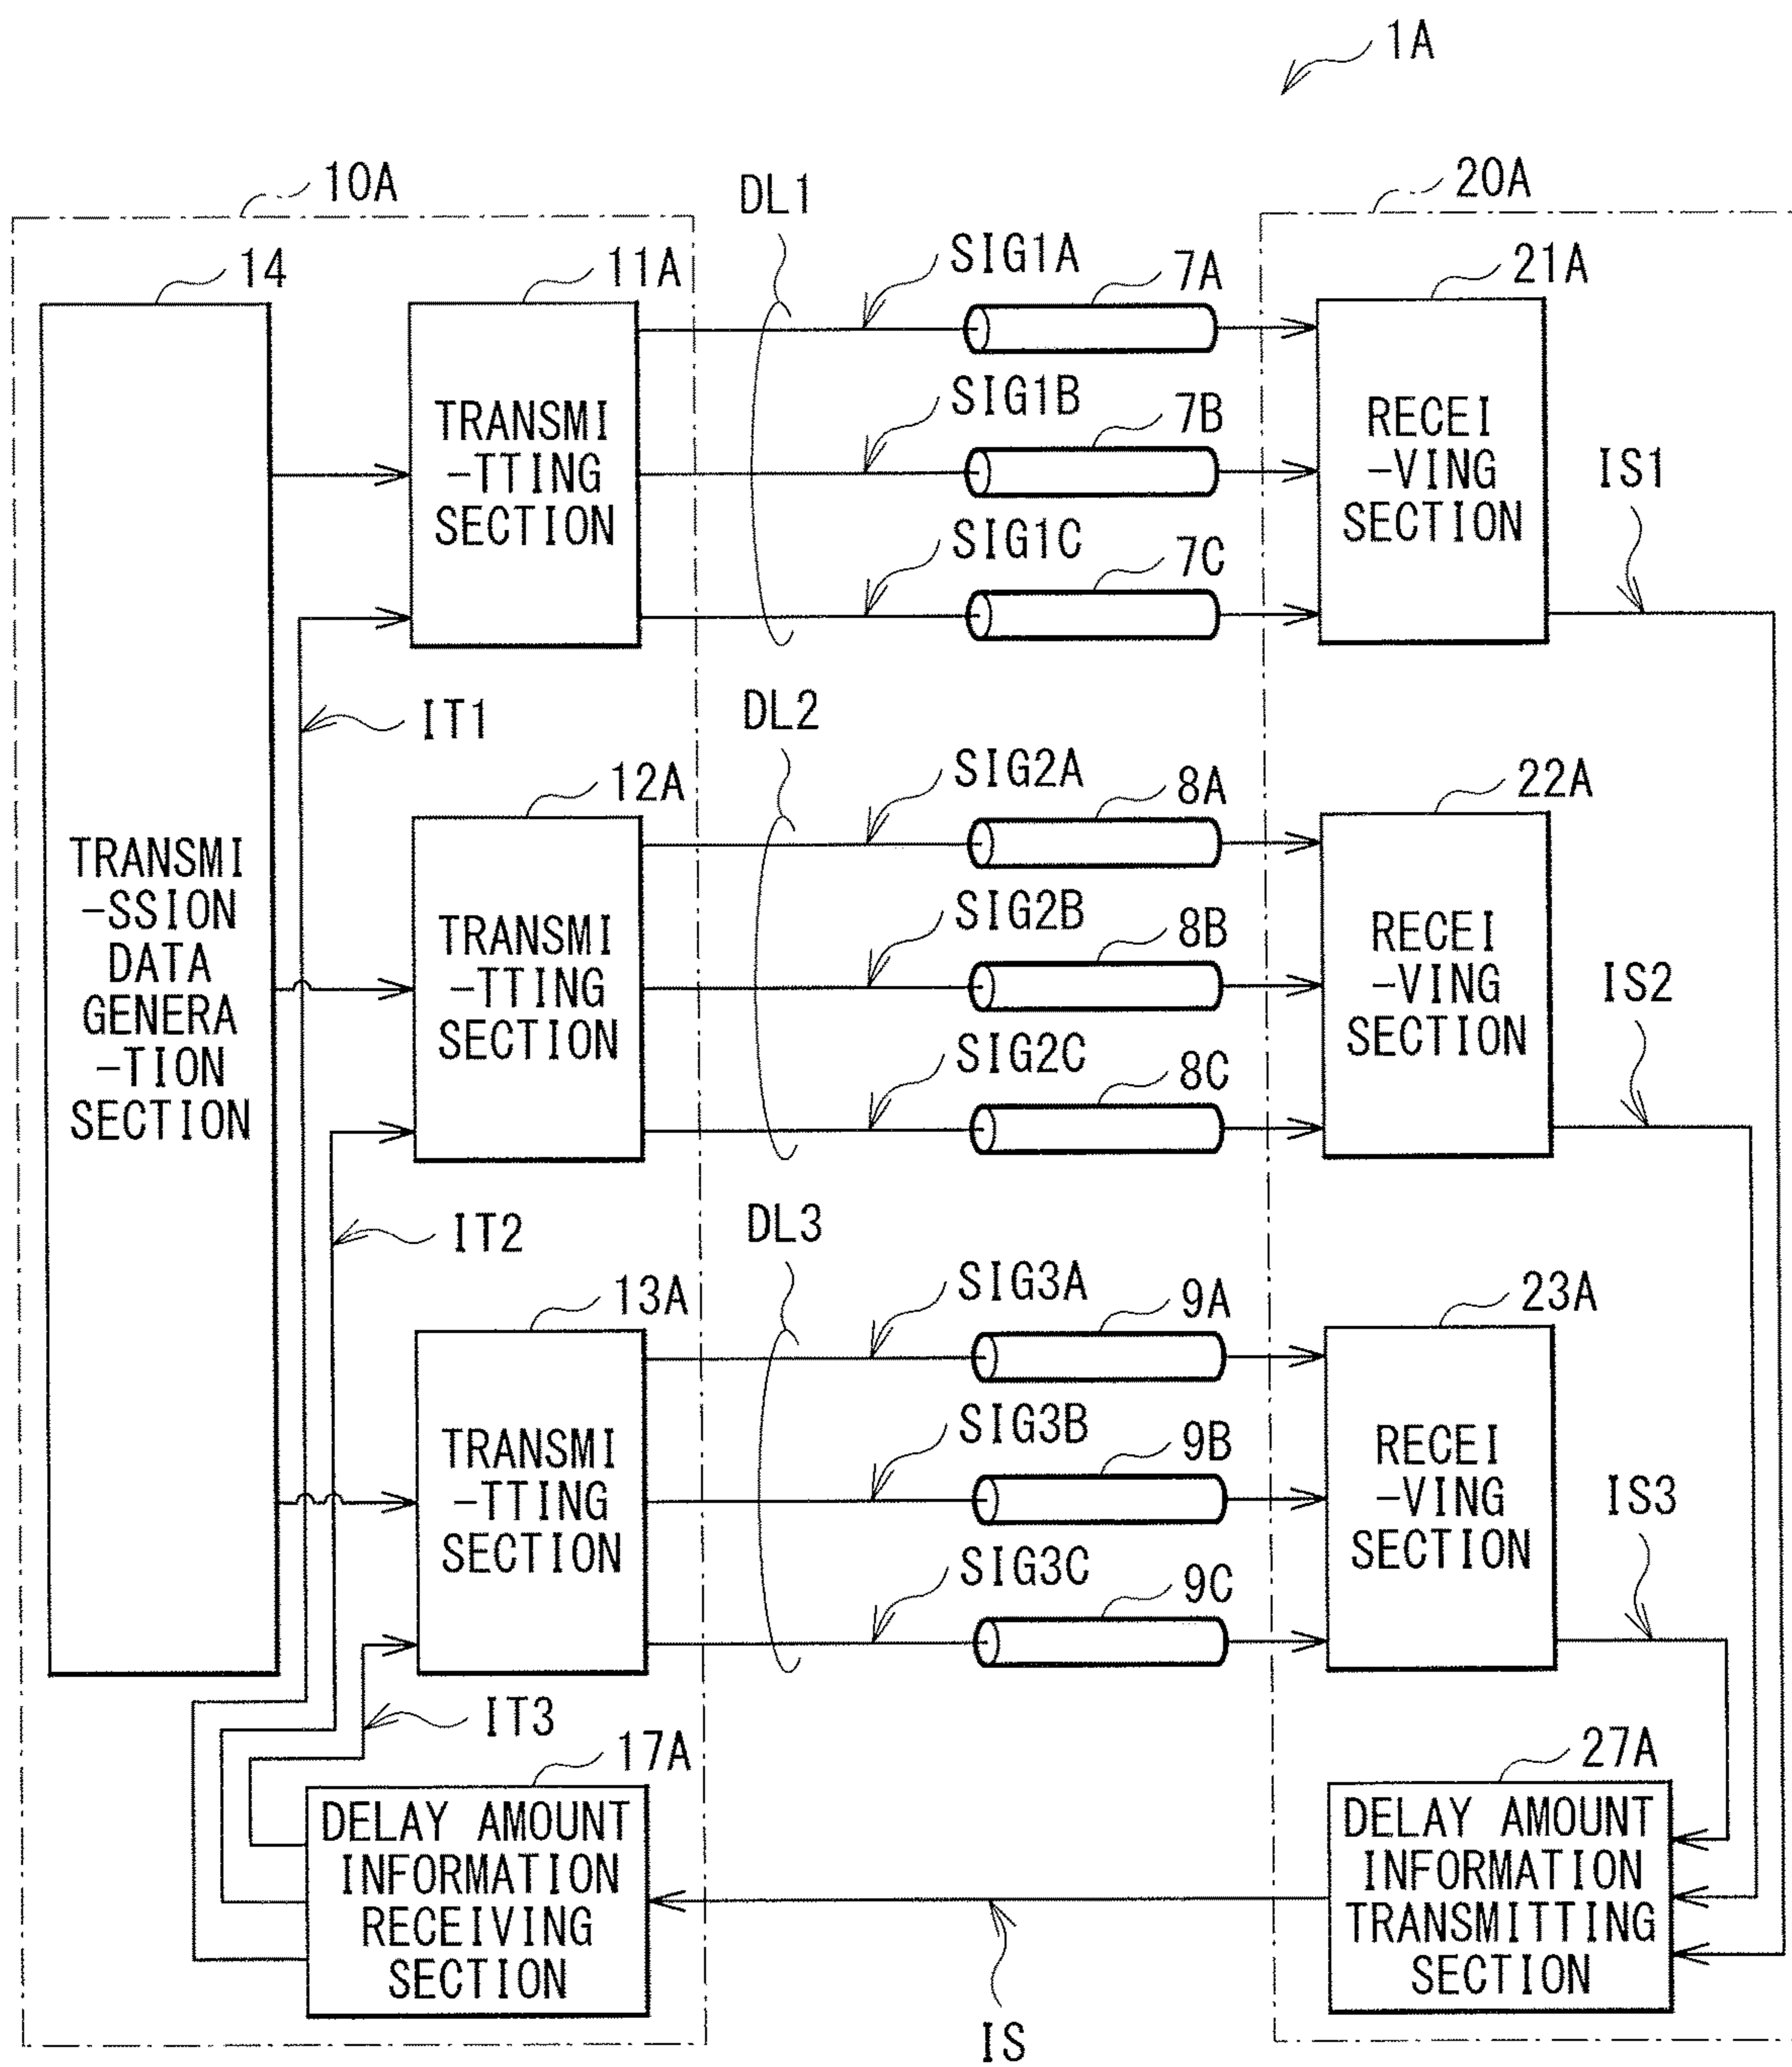 1A
10A
20A
DL1
14
11A
SIG1A
7A
21A
TRANSMI
-TTING
SECTION
SIG1B
7B
RECEI
-VING
SECTION
IS1
SIG1C
7C
IT1
DL2
12A
SIG2A
8A
22A
TRANSMI
-SSION
DATA
GENERA
-TION
SECTION
TRANSMI
-TTING
SECTION
SIG2B
8B
RECEI
-VING
SECTION
IS2
SIG2C
8C
IT2
DL3
13A
SIG3A
9A
23A
TRANSMI
-TTING
SECTION
SIG3B
9B
RECEI
-VING
SECTION
IS3
SIG3C
9C
IT3
17A
27A
DELAY AMOUNT
INFORMATION
RECEIVING
SECTION
DELAY AMOUNT
INFORMATION
TRANSMITTING
SECTION
IS